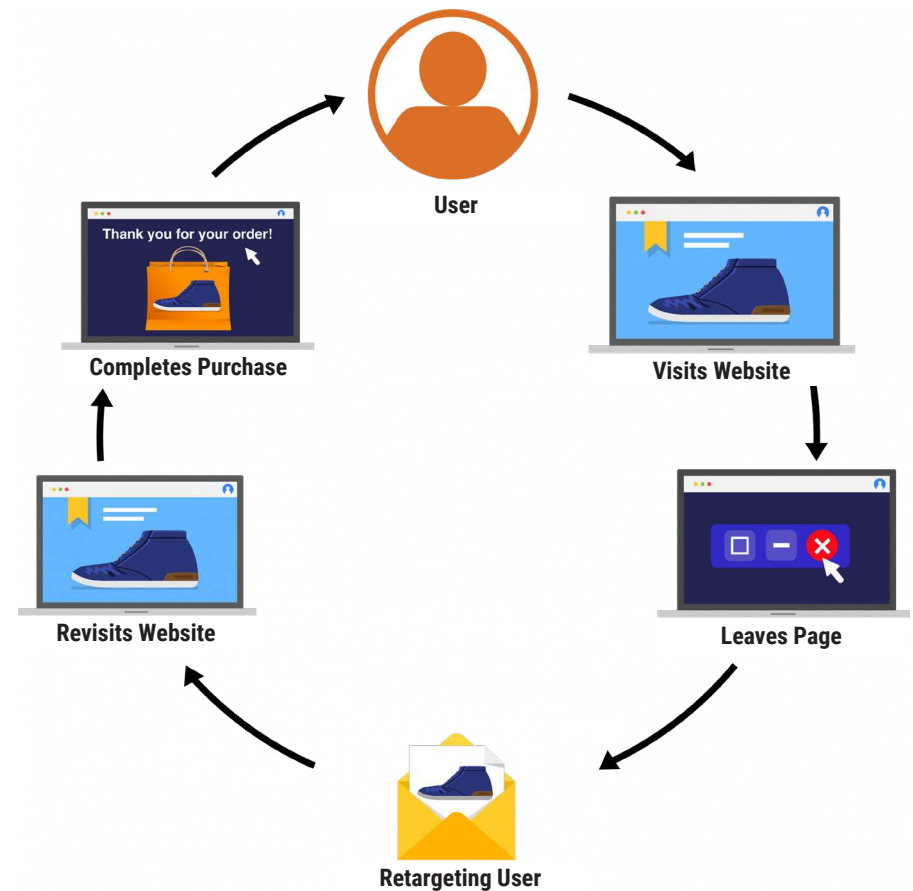 User
Visits Website
Leaves Page
Retargeting User
Revisits Website
Completes Purchase
Thank you for your order!